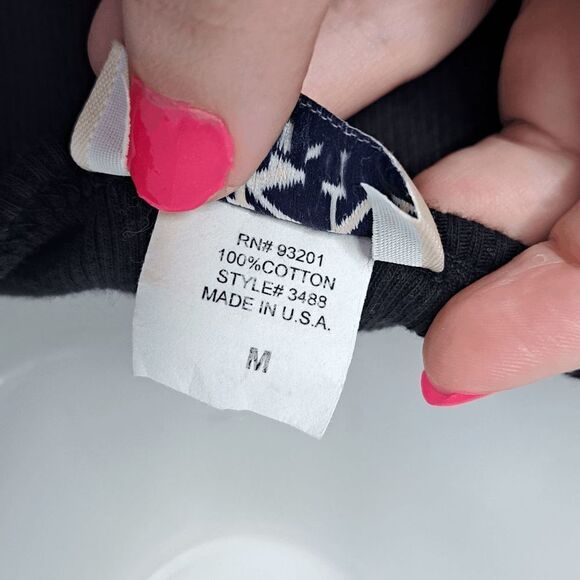 RN# 93201
100%COTTON
STYLE# 3488
MADE IN U.S.A.
M